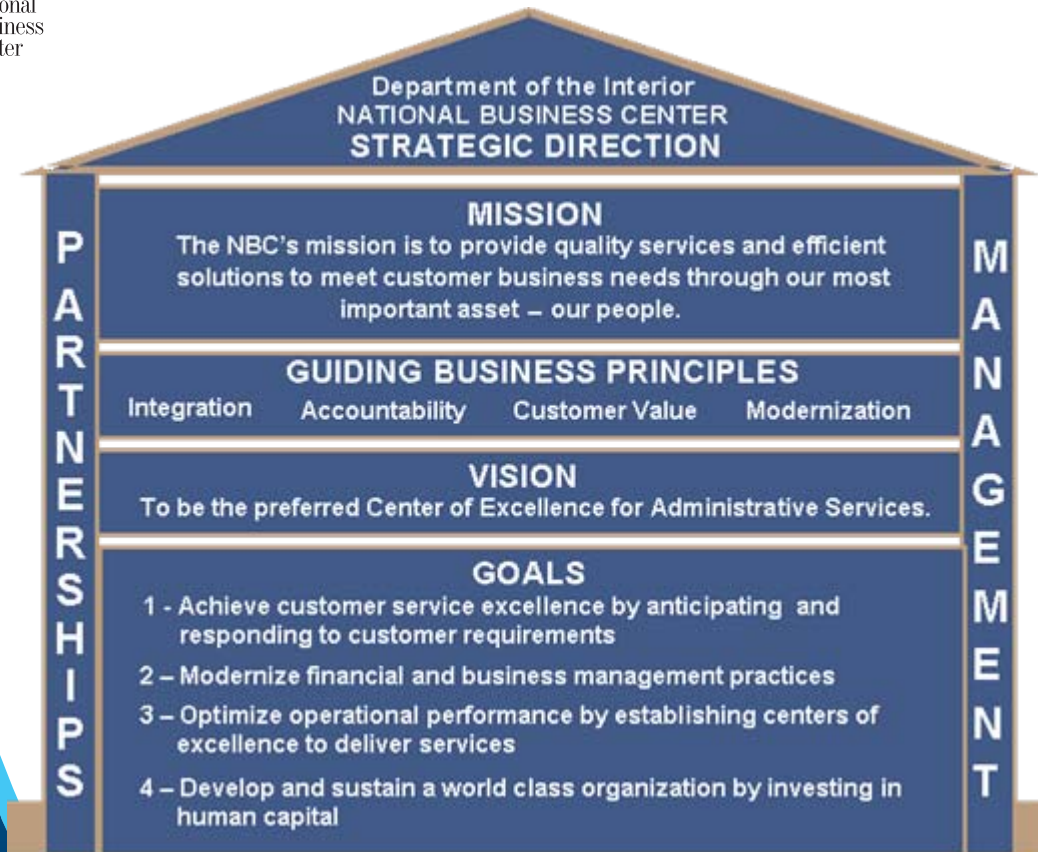 onal
iness
ter
Department of the Interior
NATIONAL BUSINESS CENTER
STRATEGIC DIRECTION
PARTNERSHIPS
MISSION
The NBC's mission is to provide quality services and efficient
solutions to meet customer business needs through our most
important asset – our people.
GUIDING BUSINESS PRINCIPLES
Integration Accountability Customer Value Modernization
VISION
To be the preferred Center of Excellence for Administrative Services.
GOALS
1 - Achieve customer service excellence by anticipating and
responding to customer requirements
2 – Modernize financial and business management practices
3 – Optimize operational performance by establishing centers of
excellence to deliver services
4 – Develop and sustain a world class organization by investing in
human capital
MANAGEMENT